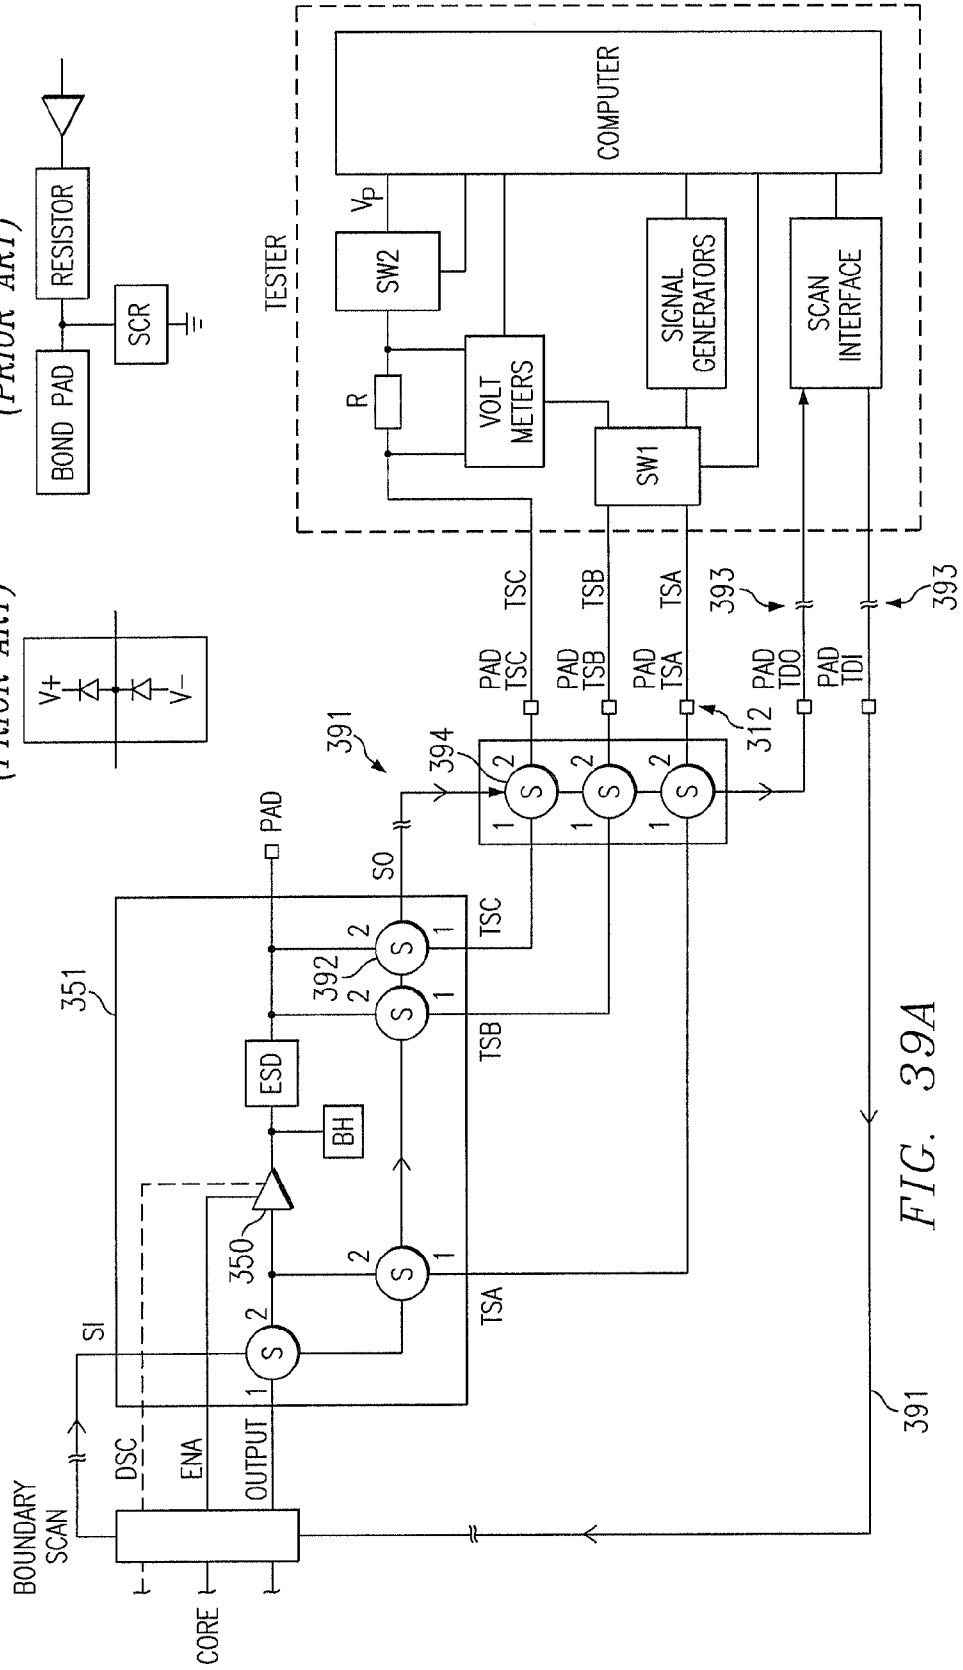 (PRIOR ART)
(PRIOR ART)
V+
V-
BOND PAD
RESISTOR
SCR
BOUNDARY
SCAN
CORE
DSC
ENA
OUTPUT
SI
351
1
S
2
350
BH
ESD
PAD
2
S
1
TSA
2
S
1
TSB
392
2
S
1
TSC
SO
391
394
1
S
2
1
S
2
1
S
2
312
PAD
TSC
PAD
TSB
PAD
TSA
PAD
TDO
PAD
TDI
TSC
TSB
TSA
393
393
391
TESTER
R
SW2
VP
VOLT
METERS
SW1
SIGNAL
GENERATORS
SCAN
INTERFACE
COMPUTER
FIG. 39A